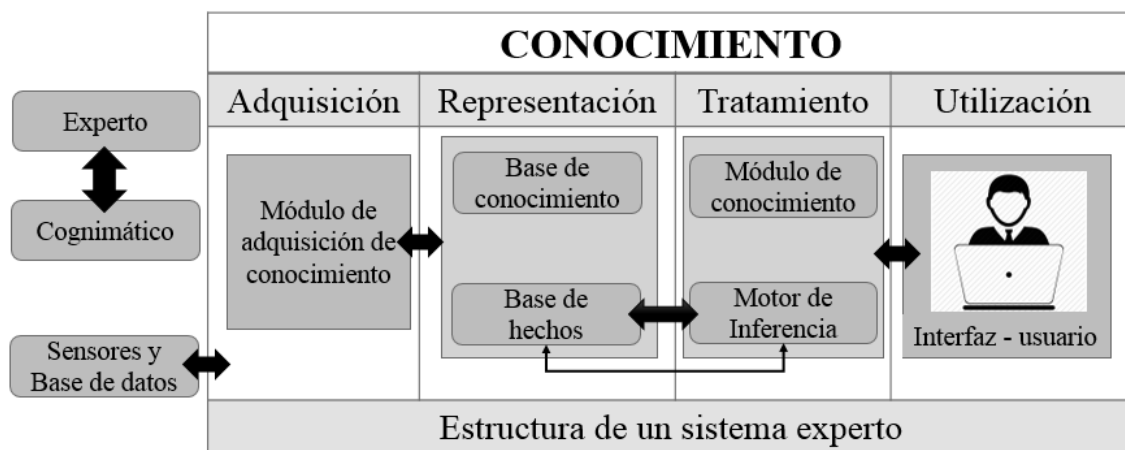 CONOCIMIENTO
Adquisición
Representación
Tratamiento
Utilización
Experto
Cognimático
Sensores y
Base de datos
Módulo de
adquisición de
conocimiento
Base de
conocimiento
Base de
hechos
Módulo de
conocimiento
Motor de
Inferencia
Interfaz - usuario
Estructura de un sistema experto